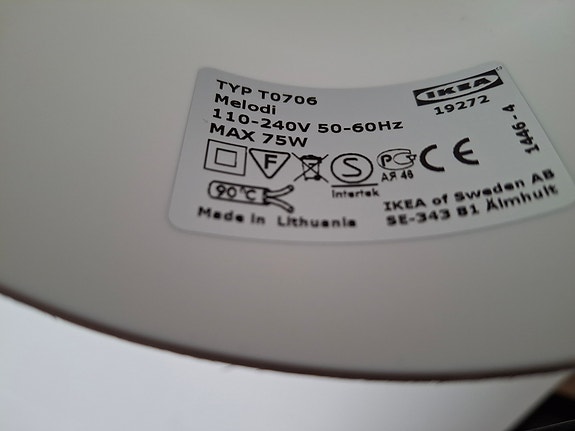 TYP T0706
Melodi
110-240V 50-60Hz
MAX 75W
IKEA
19272
1446-4
F
S
Intertek
РСТ
АЯ 46
CE
90°C
Made in Lithuania
IKEA of Sweden AB
SE-343 81 Älmhult